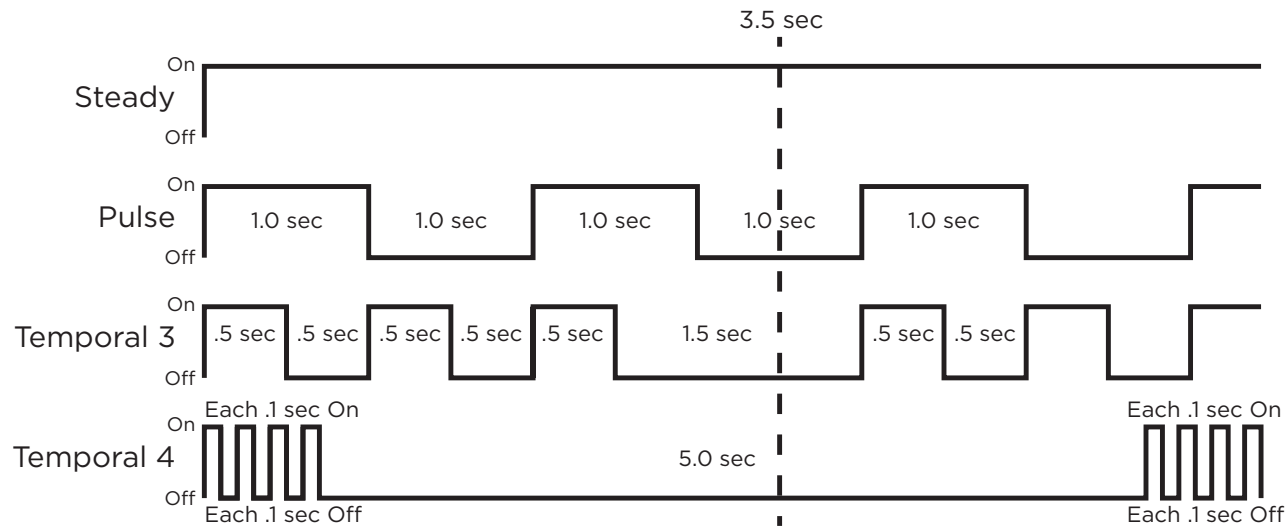 3.5 sec
On
Steady
Off
On
Pulse
1.0 sec 1.0 sec 1.0 sec 1.0 sec 1.0 sec
Off
On
Temporal 3
.5 sec .5 sec .5 sec .5 sec .5 sec 1.5 sec .5 sec .5 sec
Off
Each .1 sec On Each .1 sec On
On
Temporal 4
5.0 sec
Off
Each .1 sec Off Each .1 sec Off